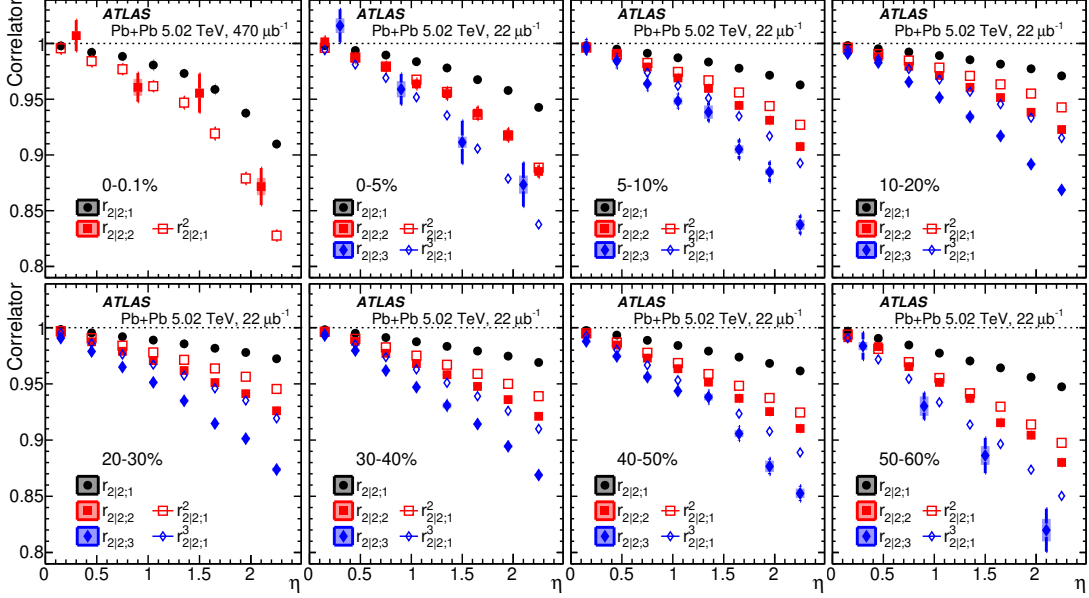 ATLAS
Pb+Pb 5.02 TeV, 470 μb⁻¹
Correlator
1
0.95
0.9
0.85
0.8
0-0.1%
r2|2;1
r2|2;2 r²2|2;1
ATLAS
Pb+Pb 5.02 TeV, 22 μb⁻¹
0-5%
r2|2;1
r2|2;2 r²2|2;1
r2|2;3 r³2|2;1
ATLAS
Pb+Pb 5.02 TeV, 22 μb⁻¹
5-10%
r2|2;1
r2|2;2 r²2|2;1
r2|2;3 r³2|2;1
ATLAS
Pb+Pb 5.02 TeV, 22 μb⁻¹
10-20%
r2|2;1
r2|2;2 r²2|2;1
r2|2;3 r³2|2;1
ATLAS
Pb+Pb 5.02 TeV, 22 μb⁻¹
Correlator
1
0.95
0.9
0.85
0.8
20-30%
r2|2;1
r2|2;2 r²2|2;1
r2|2;3 r³2|2;1
0 0.5 1 1.5 2 η
ATLAS
Pb+Pb 5.02 TeV, 22 μb⁻¹
30-40%
r2|2;1
r2|2;2 r²2|2;1
r2|2;3 r³2|2;1
0 0.5 1 1.5 2 η
ATLAS
Pb+Pb 5.02 TeV, 22 μb⁻¹
40-50%
r2|2;1
r2|2;2 r²2|2;1
r2|2;3 r³2|2;1
0 0.5 1 1.5 2 η
ATLAS
Pb+Pb 5.02 TeV, 22 μb⁻¹
50-60%
r2|2;1
r2|2;2 r²2|2;1
r2|2;3 r³2|2;1
0 0.5 1 1.5 2 η